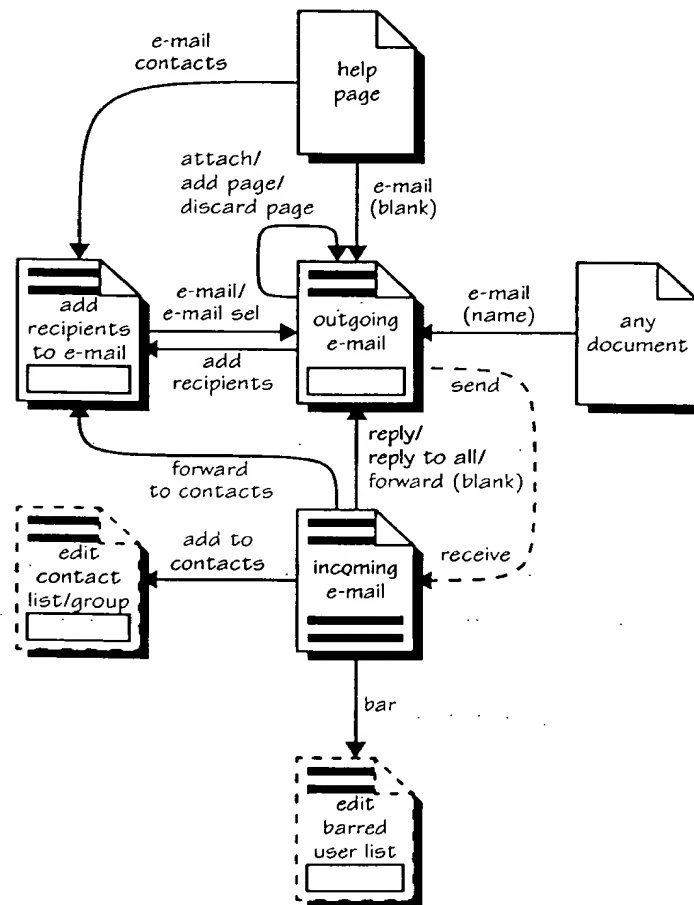 e-mail
contacts
help
page
attach/
add page/
discard page
e-mail
(blank)
add
recipients
to e-mail
e-mail/
e-mail sel
add
recipients
outgoing
e-mail
e-mail
(name)
any
document
send
forward
to contacts
reply/
reply to all/
forward (blank)
edit
contact
list/group
add to
contacts
incoming
e-mail
receive
bar
edit
barred
user list